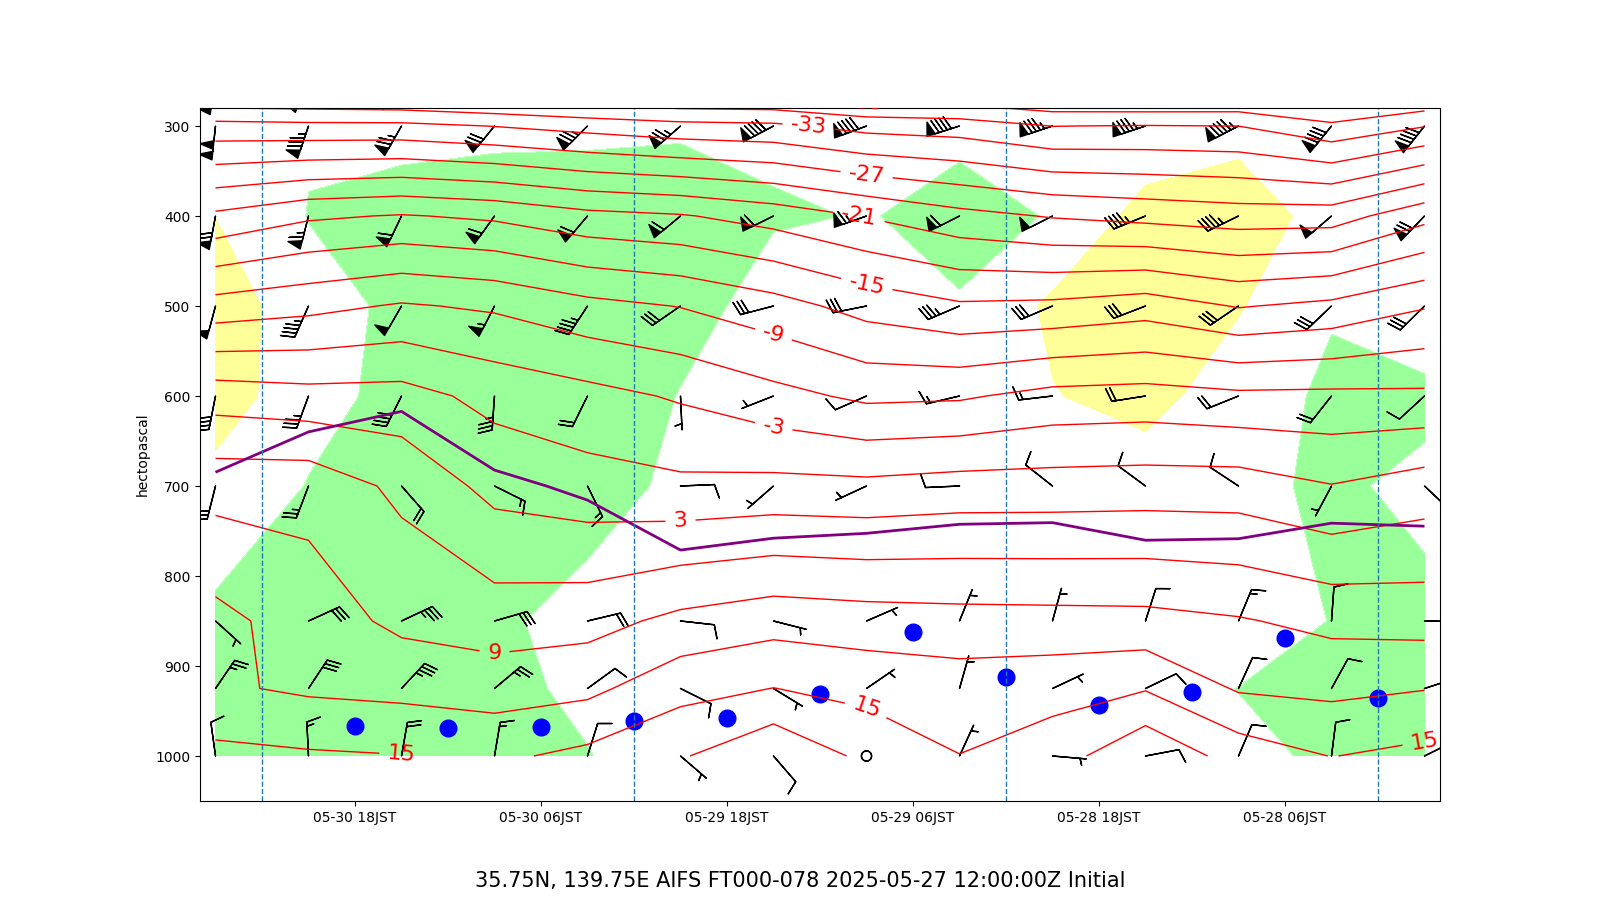 300
400
500
600
700
800
900
1000
hectopascal
-33
-27
-21
-15
-9
-3
3
9
15
15
15
05-30 18JST
05-30 06JST
05-29 18JST
05-29 06JST
05-28 18JST
05-28 06JST
35.75N, 139.75E AIFS FT000-078 2025-05-27 12:00:00Z Initial